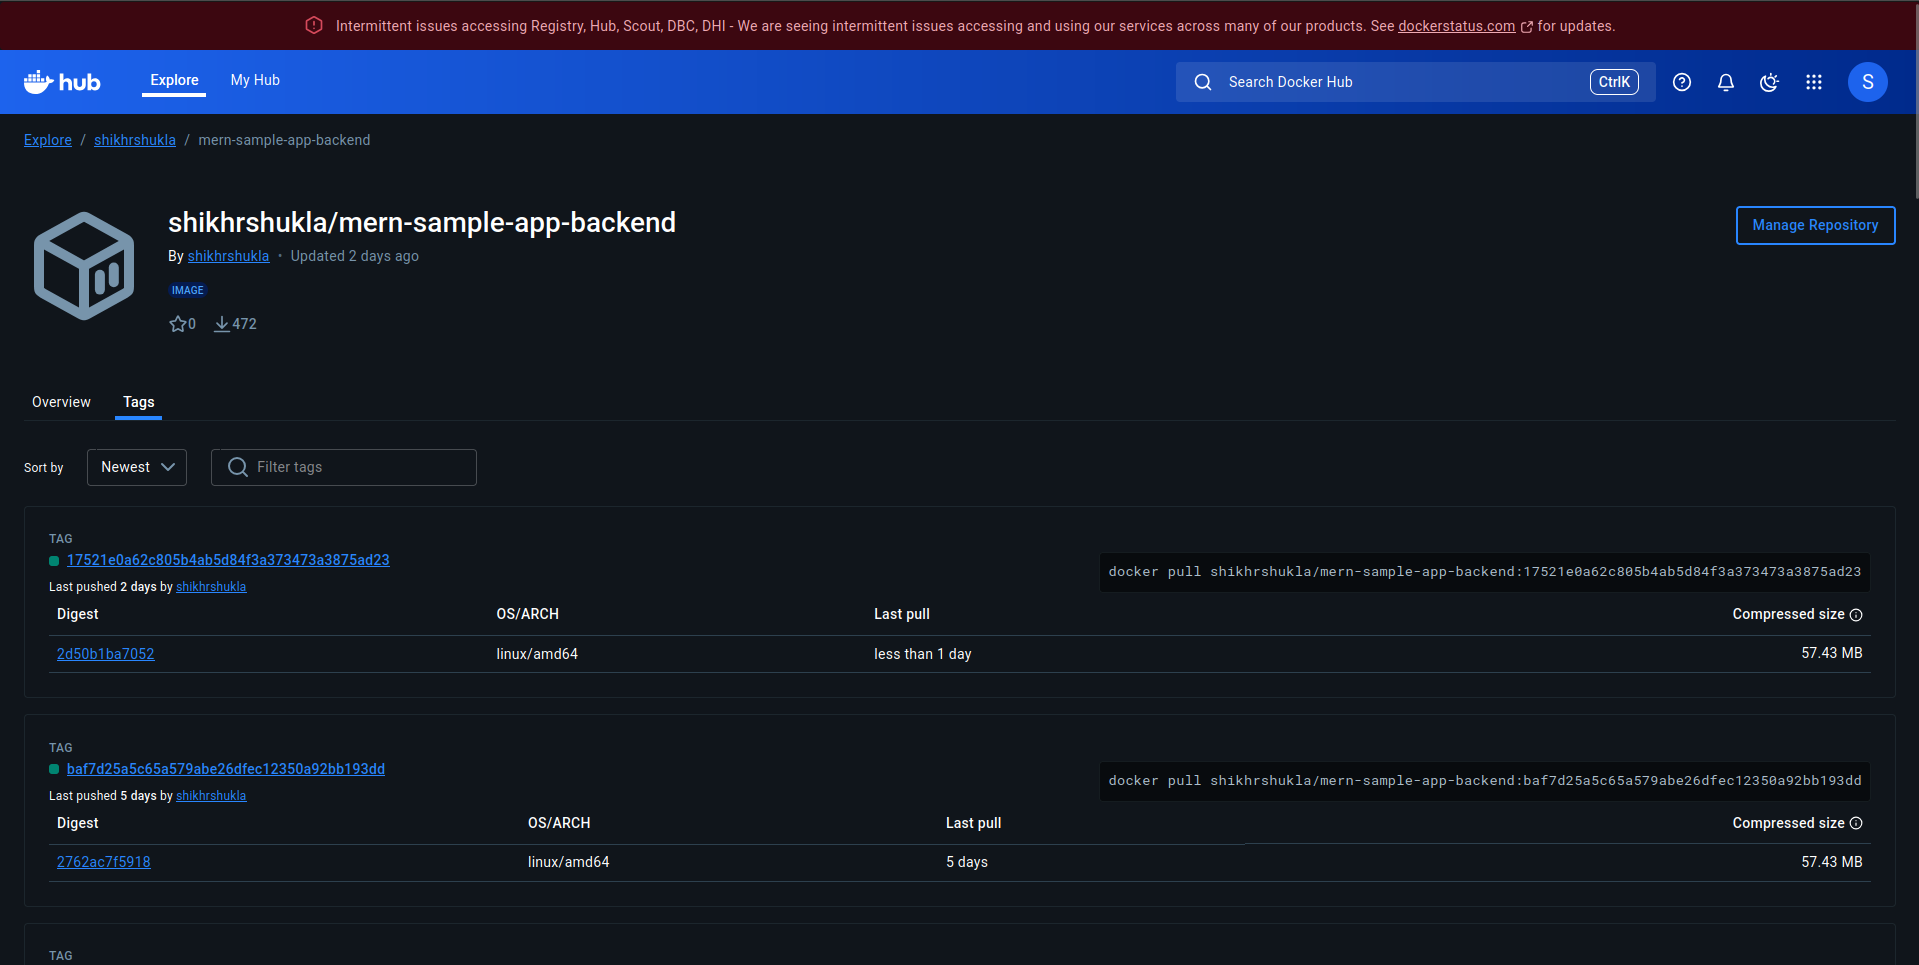 Intermittent issues accessing Registry, Hub, Scout, DBC, DHI - We are seeing intermittent issues accessing and using our services across many of our products. See dockerstatus.com for updates.
hub Explore My Hub Search Docker Hub CtrlK S
Explore / shikhrshukla / mern-sample-app-backend
shikhrshukla/mern-sample-app-backend
Manage Repository
By shikhrshukla • Updated 2 days ago
IMAGE
0 472
Overview Tags
Sort by Newest Filter tags
TAG
17521e0a62c805b4ab5d84f3a373473a3875ad23
docker pull shikhrshukla/mern-sample-app-backend:17521e0a62c805b4ab5d84f3a373473a3875ad23
Last pushed 2 days by shikhrshukla
Digest OS/ARCH Last pull Compressed size
2d50b1ba7052 linux/amd64 less than 1 day 57.43 MB
TAG
baf7d25a5c65a579abe26dfec12350a92bb193dd
docker pull shikhrshukla/mern-sample-app-backend:baf7d25a5c65a579abe26dfec12350a92bb193dd
Last pushed 5 days by shikhrshukla
Digest OS/ARCH Last pull Compressed size
2762ac7f5918 linux/amd64 5 days 57.43 MB
TAG